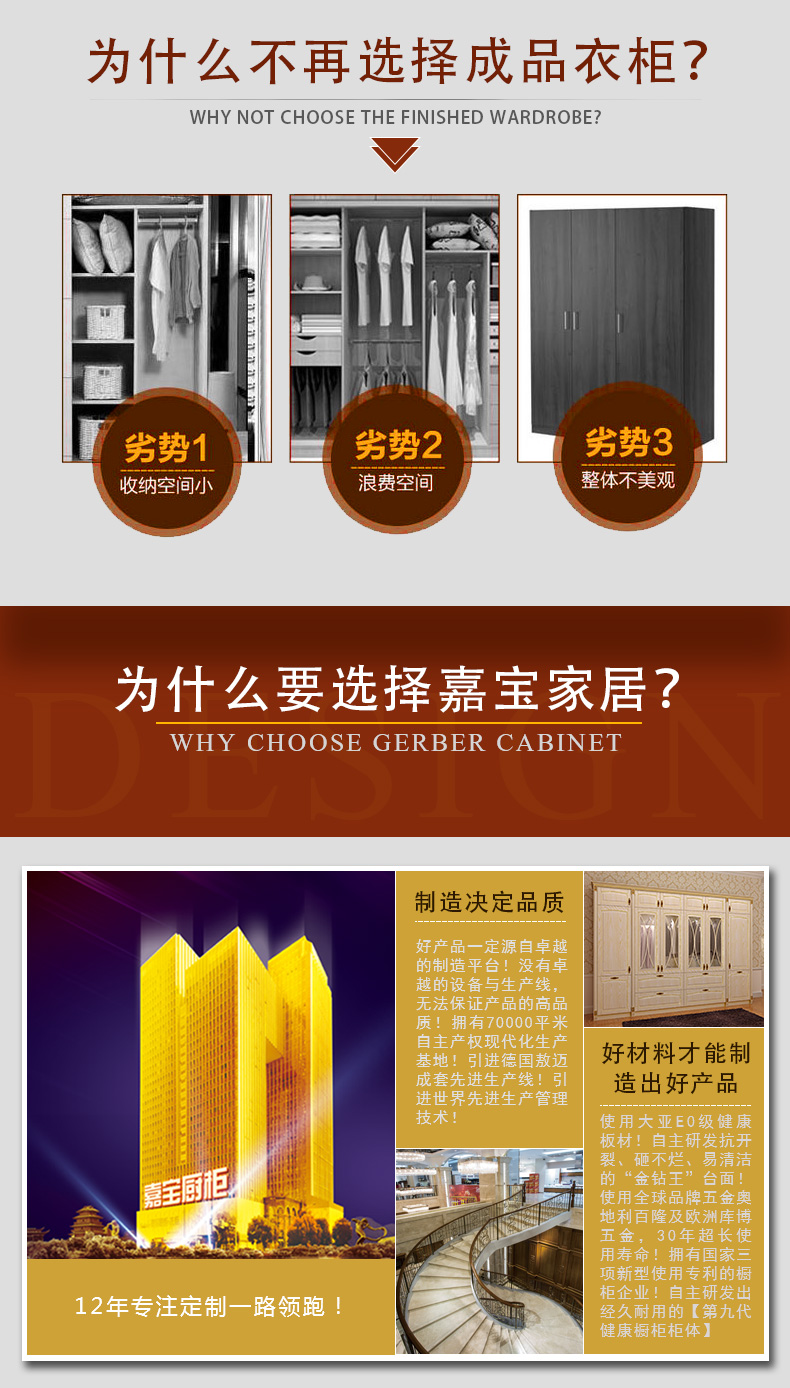 为什么不再选择成品衣柜?
WHY NOT CHOOSE THE FINISHED WARDROBE?
劣势1
收纳空间小
劣势2
浪费空间
劣势3
整体不美观
DESIGN
为什么要选择嘉宝家居?
WHY CHOOSE GERBER CABINET
嘉宝厨柜
12年专注定制一路领跑！
制造决定品质
好产品一定源自卓越
的制造平台！没有卓
越的设备与生产线，
无法保证产品的高品
质！拥有70000平米
自主产权现代化生产
基地！引进德国敖迈
成套先进生产线！引
进世界先进生产管理
技术！
好材料才能制
造出好产品
使用大亚E0级健康
板材！自主研发抗开
裂、砸不烂、易清洁
的“金钻王”台面！
使用全球品牌五金奥
地利百隆及欧洲库博
五金，30年超长使
用寿命！拥有国家三
项新型使用专利的橱
柜企业！自主研发出
经久耐用的【第九代
健康橱柜柜体】